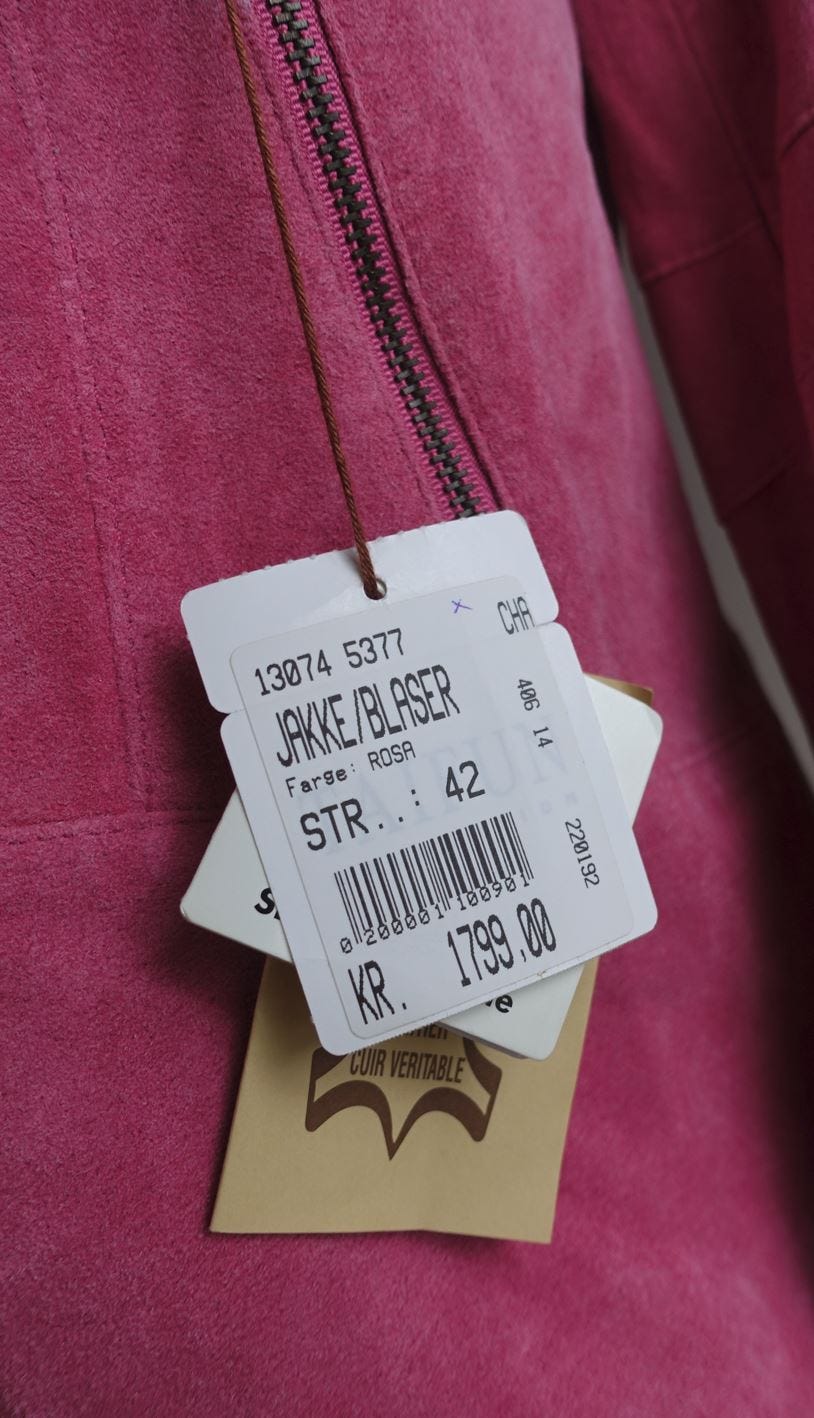 CHA
13074 5377
JAKKE/BLASER
406 14
Farge: ROSA
TAIFUN
STR..: 42
220192
0 200001 100901
KR. 1799.00
CUIR VERITABLE